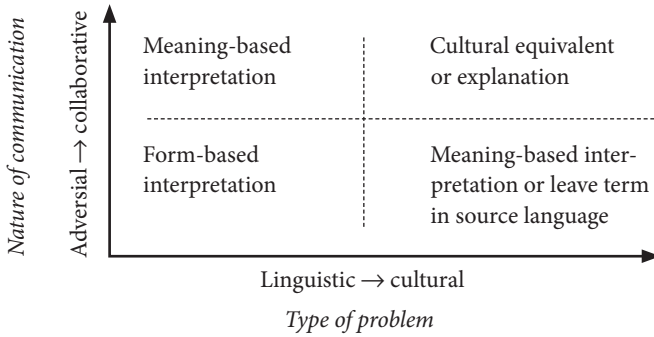 Nature of communication
Adversial → collaborative
Meaning-based
interpretation
Cultural equivalent
or explanation
Form-based
interpretation
Meaning-based inter-
pretation or leave term
in source language
Linguistic → cultural
Type of problem